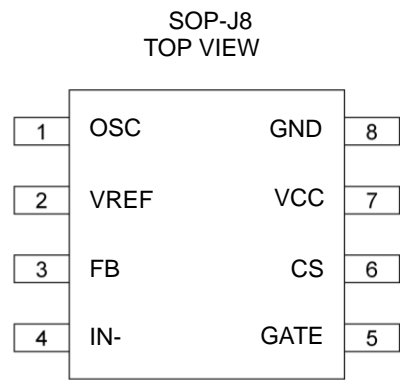 SOP-J8
TOP VIEW
1 OSC GND 8
2 VREF VCC 7
3 FB CS 6
4 IN- GATE 5